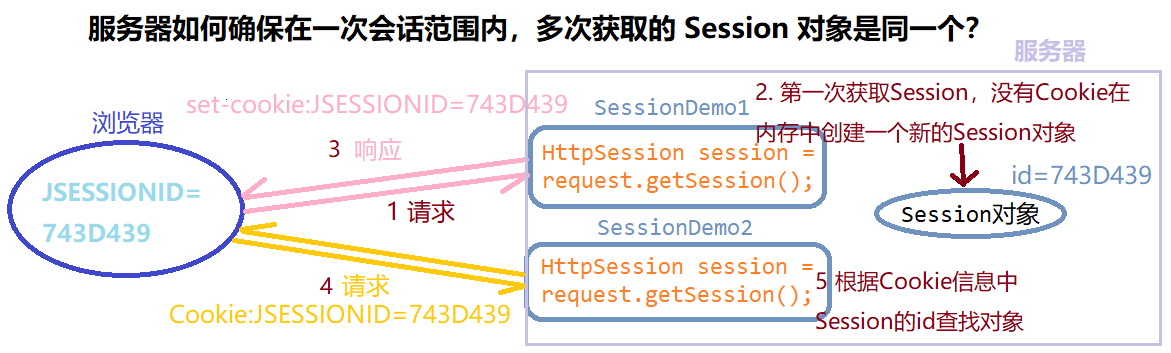 服务器如何确保在一次会话范围内，多次获取的 Session 对象是同一个？
服务器
set-cookie:JSESSIONID=743D439
SessionDemo1
2. 第一次获取Session，没有Cookie在
内存中创建一个新的Session对象
浏览器
3 响应
HttpSession session =
request.getSession();
JSESSIONID=
743D439
id=743D439
1 请求
Session对象
SessionDemo2
HttpSession session =
request.getSession();
4 请求
Cookie:JSESSIONID=743D439
5 根据Cookie信息中
Session的id查找对象